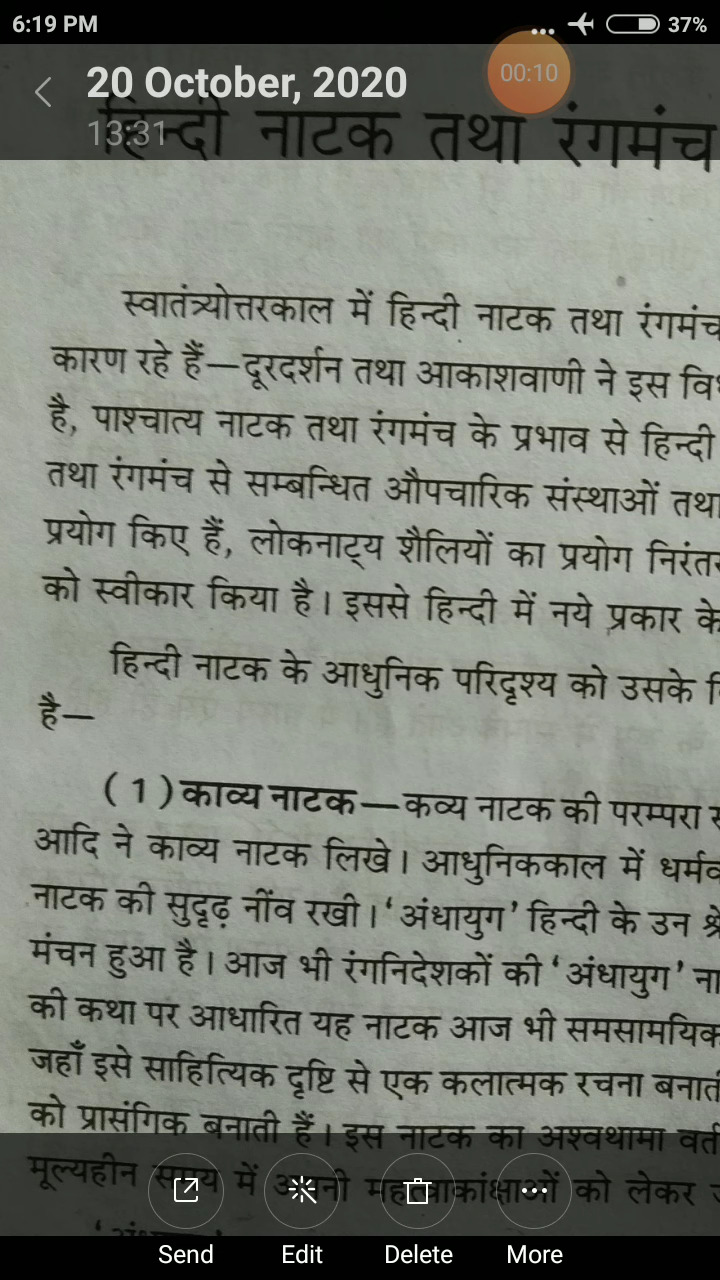 6:19 PM
37%
20 October, 2020
00:10
13:31
हिन्दी नाटक तथा रंगमंच
स्वातंत्र्योत्तरकाल में हिन्दी नाटक तथा रंगमंच
कारण रहे हैं—दूरदर्शन तथा आकाशवाणी ने इस
है, पाश्चात्य नाटक तथा रंगमंच के प्रभाव से हिन्दी
तथा रंगमंच से सम्बन्धित औपचारिक संस्थाओं तथा
प्रयोग किए हैं, लोकनाट्य शैलियों का प्रयोग
को स्वीकार किया है। इससे हिन्दी में नये प्रकार के
हिन्दी नाटक के आधुनिक परिदृश्य को उसके
है—
(1) काव्य नाटक—कव्य नाटक की परम्परा
आदि ने काव्य नाटक लिखे। आधुनिककाल में
नाटक की सुदृढ़ नींव रखी। 'अंधायुग' हिन्दी के उन
मंचन हुआ है। आज भी रंगनिदेशकों की 'अंधायुग'
की कथा पर आधारित यह नाटक आज भी समसामयिक
जहाँ इसे साहित्यिक दृष्टि से एक कलात्मक रचना
को प्रासंगिक बनाती हैं। इस नाटक का अश्वथामा
मूल्यहीन समय में अपनी महत्वाकांक्षाओं को लेकर
Send Edit Delete More